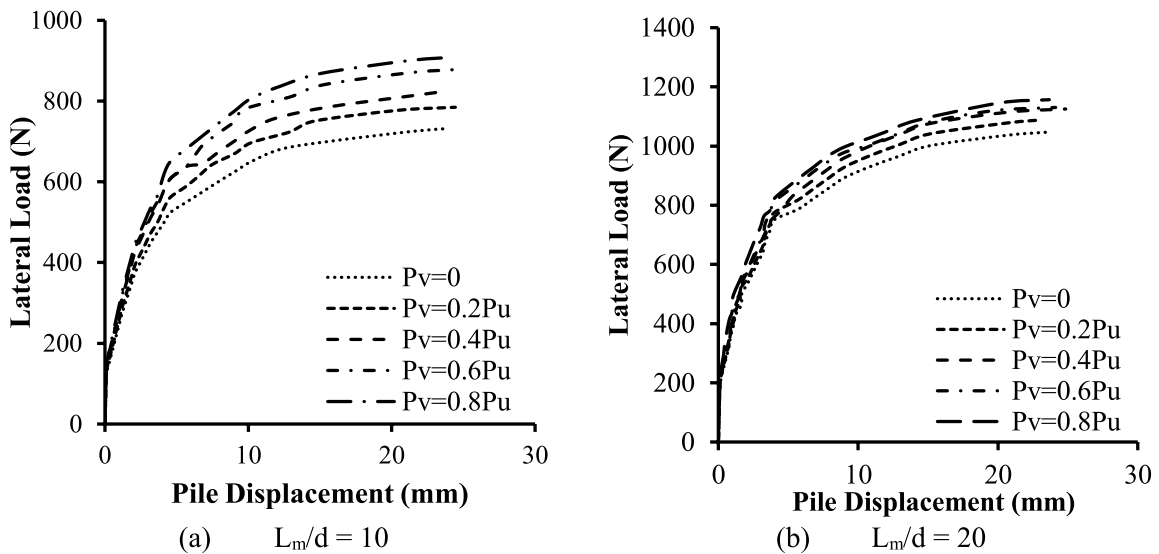 1000
800
600
400
200
0
0 10 20 30
Lateral Load (N)
Pile Displacement (mm)
Pv=0
Pv=0.2Pu
Pv=0.4Pu
Pv=0.6Pu
Pv=0.8Pu
(a) Lm/d = 10
1400
1200
1000
800
600
400
200
0
0 10 20 30
Lateral Load (N)
Pile Displacement (mm)
Pv=0
Pv=0.2Pu
Pv=0.4Pu
Pv=0.6Pu
Pv=0.8Pu
(b) Lm/d = 20